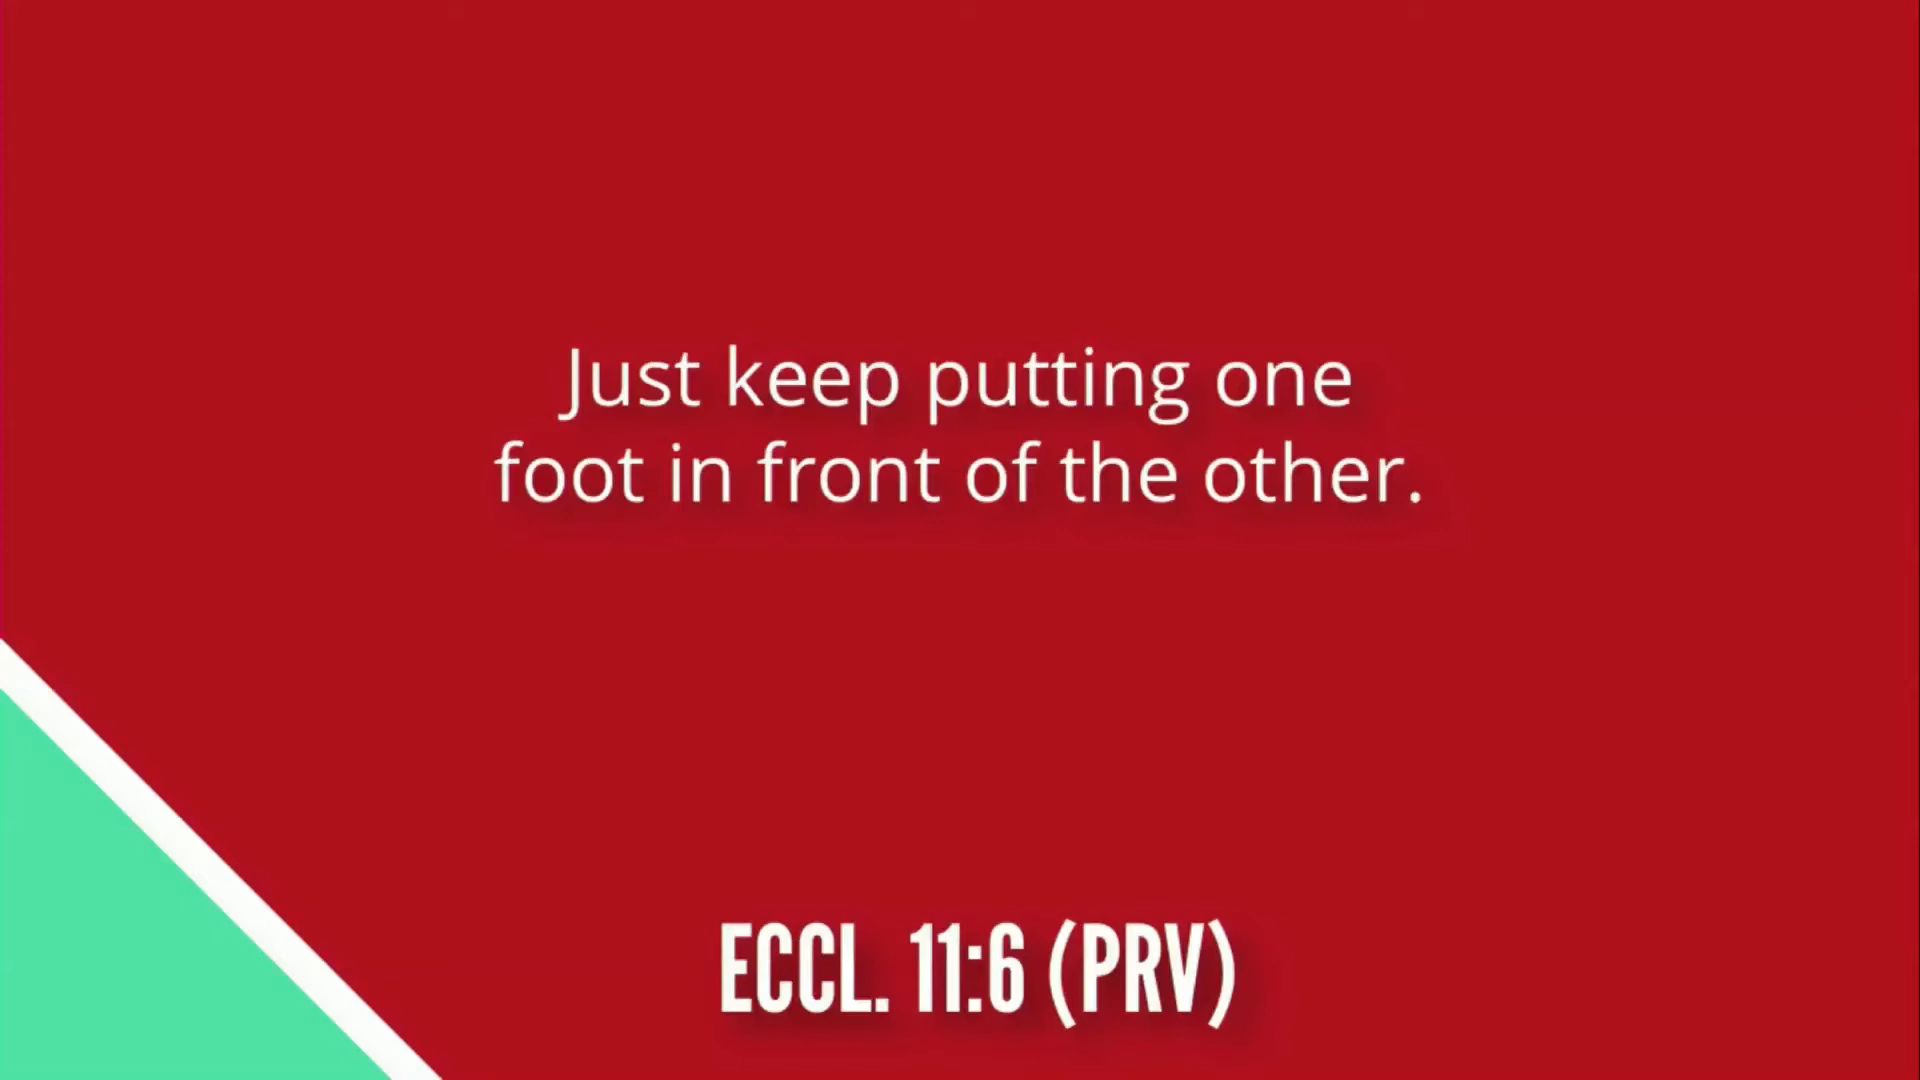 Just keep putting one
foot in front of the other.
ECCL. 11:6 (PRV)